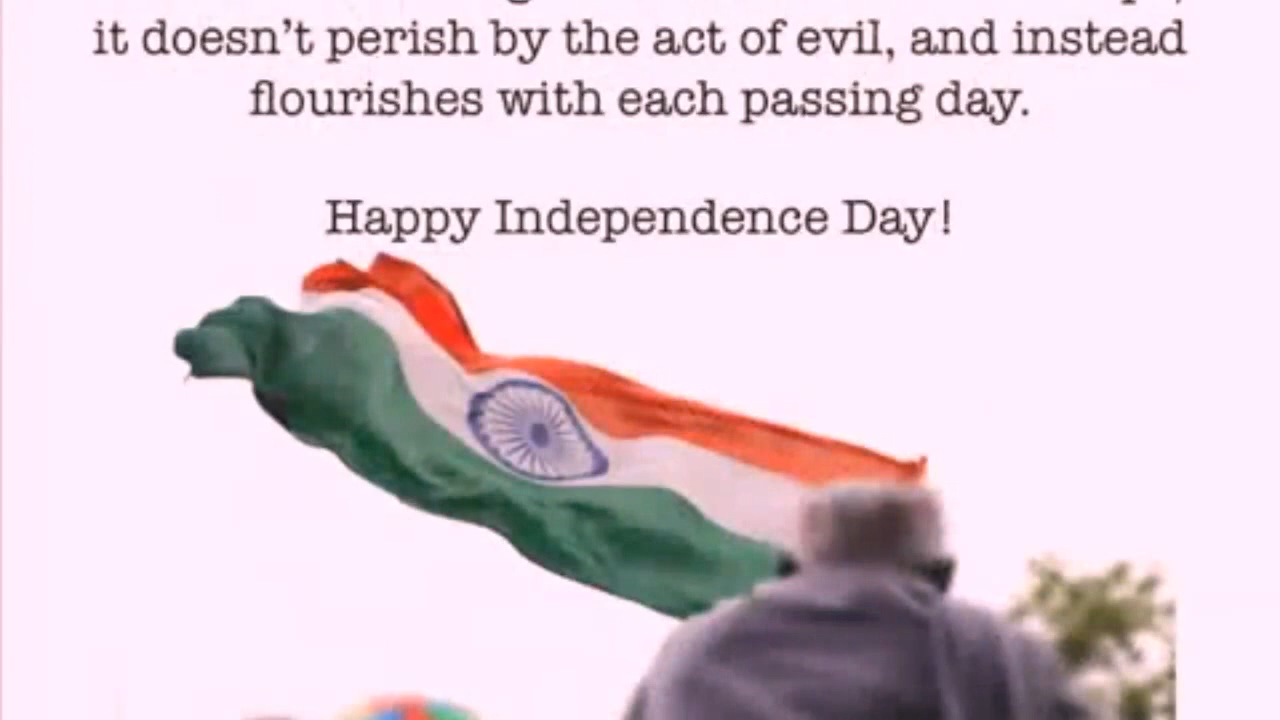 it doesn't perish by the act of evil, and instead
flourishes with each passing day.
Happy Independence Day!